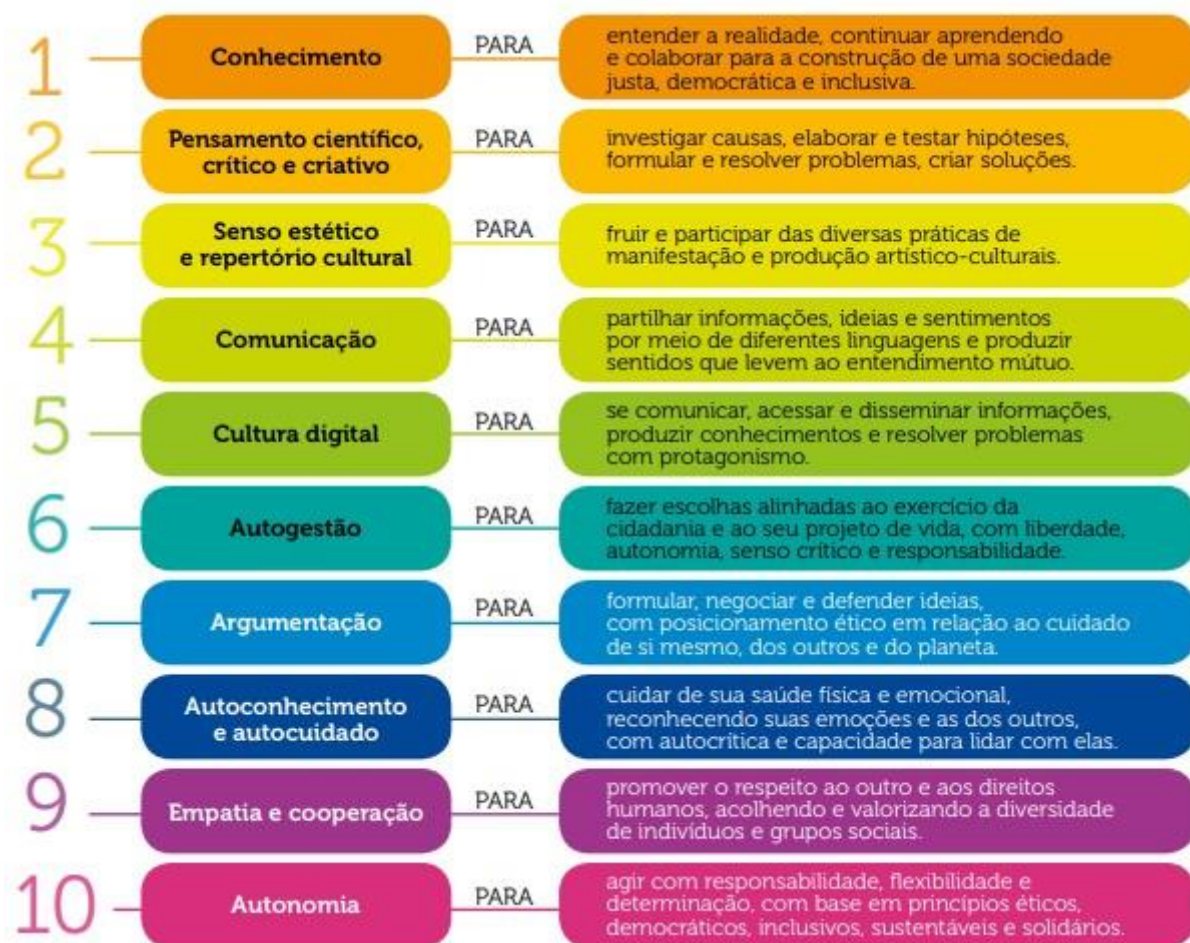 1
Conhecimento
PARA
entender a realidade, continuar aprendendo
e colaborar para a construção de uma sociedade
justa, democrática e inclusiva.
2
Pensamento científico,
crítico e criativo
PARA
investigar causas, elaborar e testar hipóteses,
formular e resolver problemas, criar soluções.
3
Senso estético
e repertório cultural
PARA
fruir e participar das diversas práticas de
manifestação e produção artístico-culturais.
4
Comunicação
PARA
partilhar informações, ideias e sentimentos
por meio de diferentes linguagens e produzir
sentidos que levem ao entendimento mútuo.
5
Cultura digital
PARA
se comunicar, acessar e disseminar informações,
produzir conhecimentos e resolver problemas
com protagonismo.
6
Autogestão
PARA
fazer escolhas alinhadas ao exercício da
cidadania e ao seu projeto de vida, com liberdade,
autonomia, senso crítico e responsabilidade.
7
Argumentação
PARA
formular, negociar e defender ideias,
com posicionamento ético em relação ao cuidado
de si mesmo, dos outros e do planeta.
8
Autoconhecimento
e autocuidado
PARA
cuidar de sua saúde física e emocional,
reconhecendo suas emoções e as dos outros,
com autocrítica e capacidade para lidar com elas.
9
Empatia e cooperação
PARA
promover o respeito ao outro e aos direitos
humanos, acolhendo e valorizando a diversidade
de indivíduos e grupos sociais.
10
Autonomia
PARA
agir com responsabilidade, flexibilidade e
determinação, com base em princípios éticos,
democráticos, inclusivos, sustentáveis e solidários.